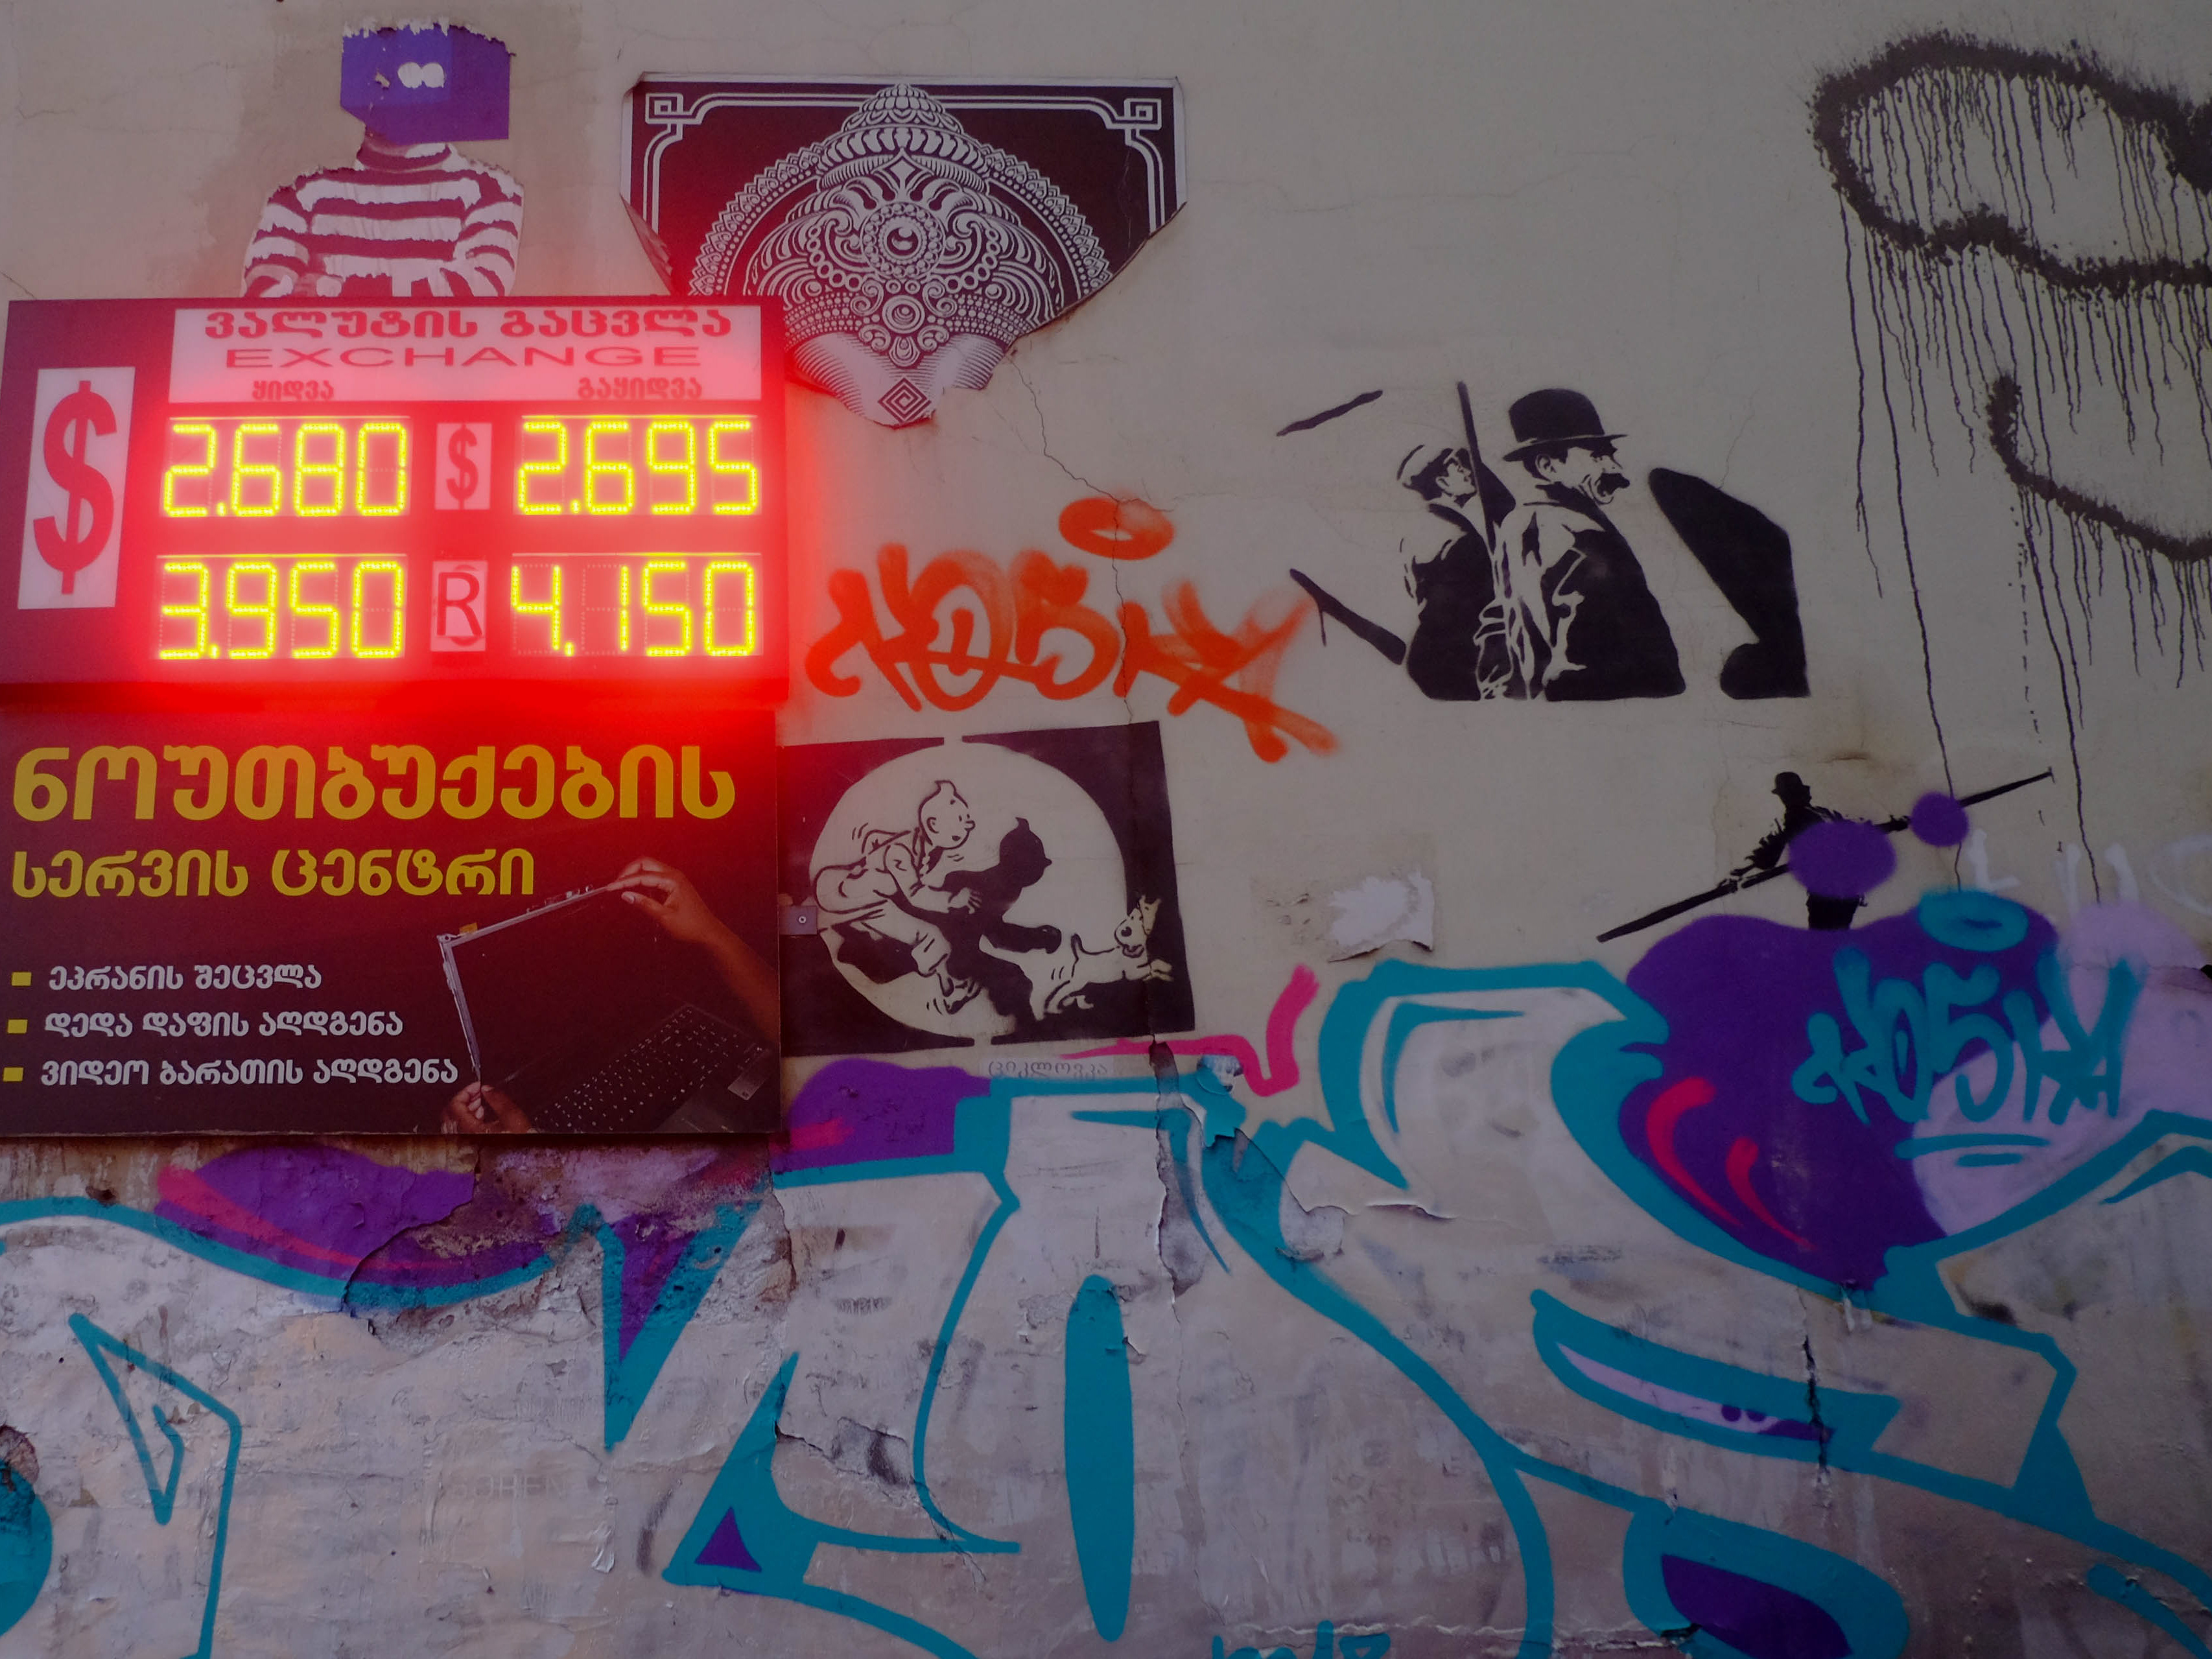 ვალუტის გაცვლა
EXCHANGE
ყიდვა გაყიდვა
$ 2.680 $ 2.695
3.950 R 4.150
ნოუთბუქების
სერვის ცენტრი
ეკრანის შეცვლა
დედა დაფის აღდგენა
ვიდეო ბარათის აღდგენა
ციკლოვკა